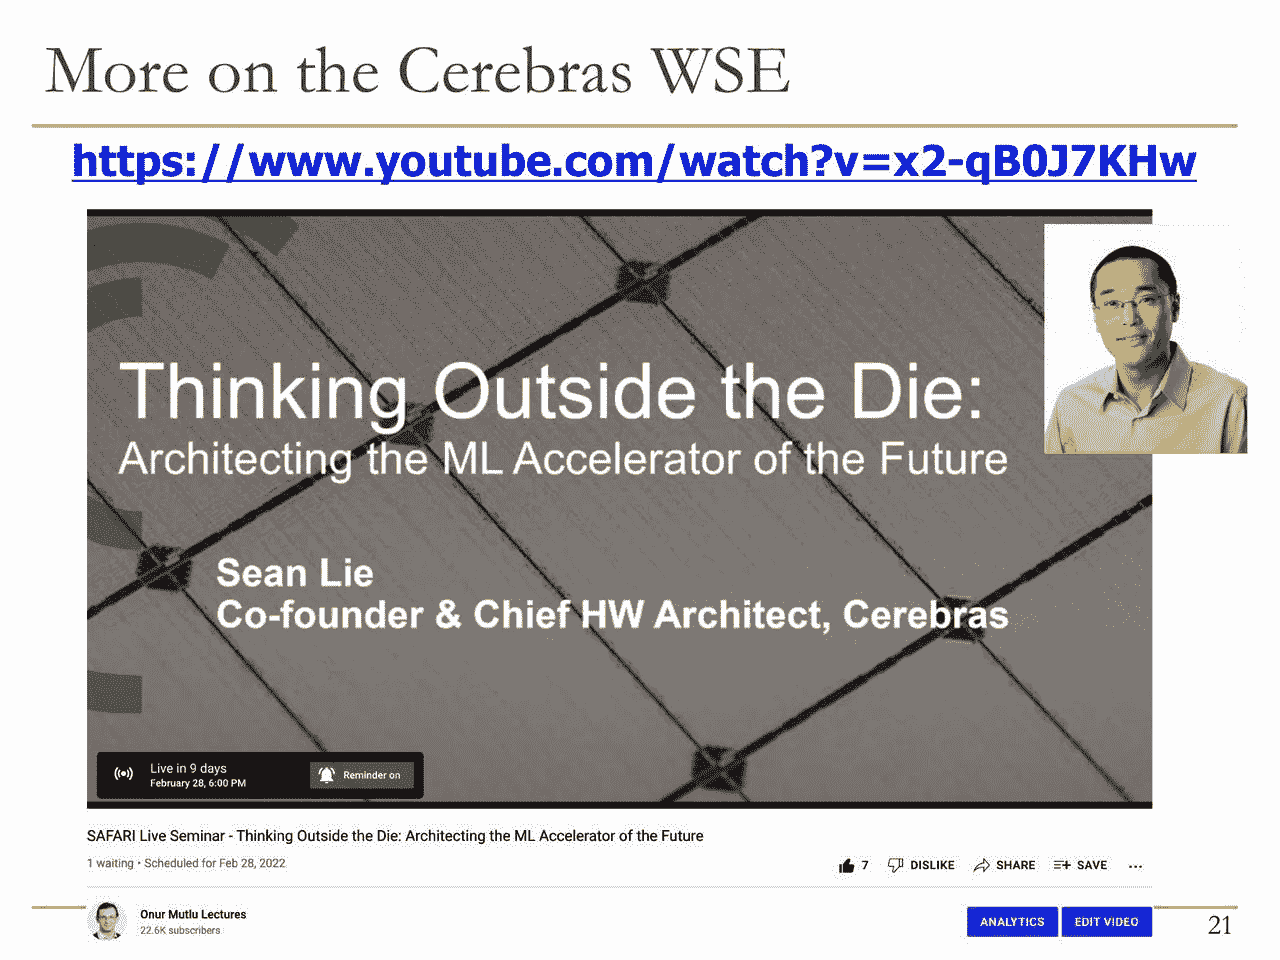 More on the Cerebras WSE
https://www.youtube.com/watch?v=x2-qB0J7KHw
Thinking Outside the Die:
Architecting the ML Accelerator of the Future
Sean Lie
Co-founder & Chief HW Architect, Cerebras
Live in 9 days
February 28, 6:00 PM
Reminder on
SAFARI Live Seminar - Thinking Outside the Die: Architecting the ML Accelerator of the Future
1 waiting • Scheduled for Feb 28, 2022
7 DISLIKE SHARE SAVE ...
Onur Mutlu Lectures
22.6K subscribers
ANALYTICS EDIT VIDEO
21